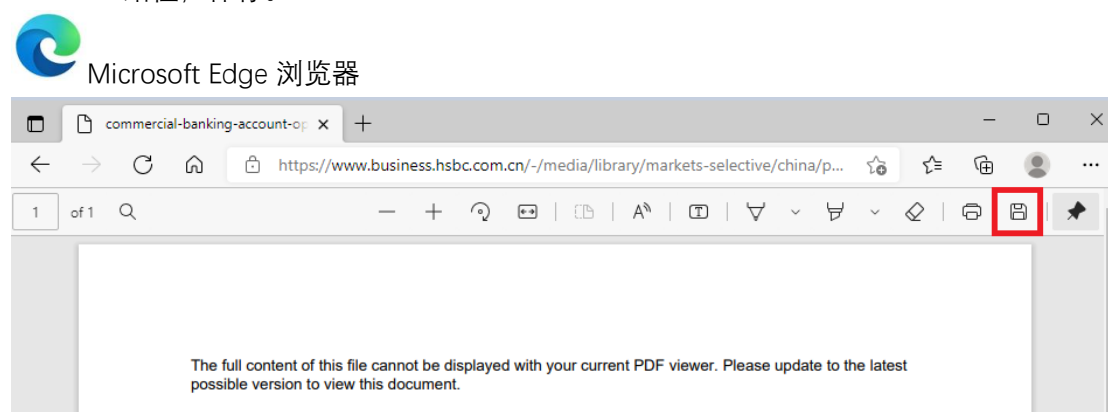 Microsoft Edge 浏览器
commercial-banking-account-op
https://www.business.hsbc.com.cn/-/media/library/markets-selective/china/p...
1 of 1
The full content of this file cannot be displayed with your current PDF viewer. Please update to the latest
possible version to view this document.